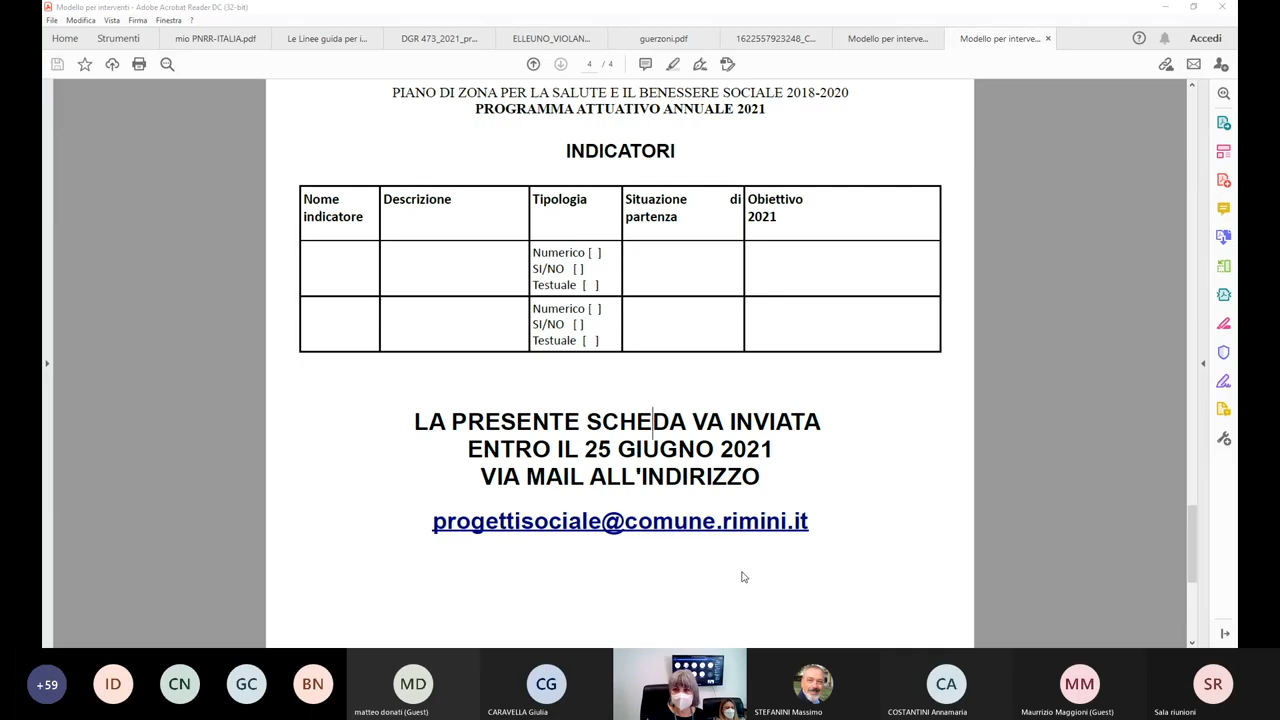 Modello per interventi - Adobe Acrobat Reader DC (32-bit)
File Modifica Vista Firma Finestra ?
Home Strumenti mio PNRR-ITALIA.pdf Le Linee guida per i... DGR 473_2021_pr... ELLEUNO_VIOLAN... guerzoni.pdf 1622557923248_C... Modello per interve... Modello per interve... × Accedi
4 / 4
PIANO DI ZONA PER LA SALUTE E IL BENESSERE SOCIALE 2018-2020
PROGRAMMA ATTUATIVO ANNUALE 2021
INDICATORI
Nome indicatore Descrizione Tipologia Situazione di partenza Obiettivo 2021
Numerico [ ]
SI/NO [ ]
Testuale [ ]
Numerico [ ]
SI/NO [ ]
Testuale [ ]
LA PRESENTE SCHEDA VA INVIATA
ENTRO IL 25 GIUGNO 2021
VIA MAIL ALL'INDIRIZZO
progettisociale@comune.rimini.it
+59 ID CN GC BN MD CG CA MM SR
matteo donati (Guest) CARAVELLA Giulia STEFANINI Massimo COSTANTINI Annamaria Maurizio Maggioni (Guest) Sala riunioni